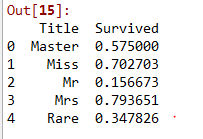 Out[15]:
Title Survived
0 Master 0.575000
1 Miss 0.702703
2 Mr 0.156673
3 Mrs 0.793651
4 Rare 0.347826